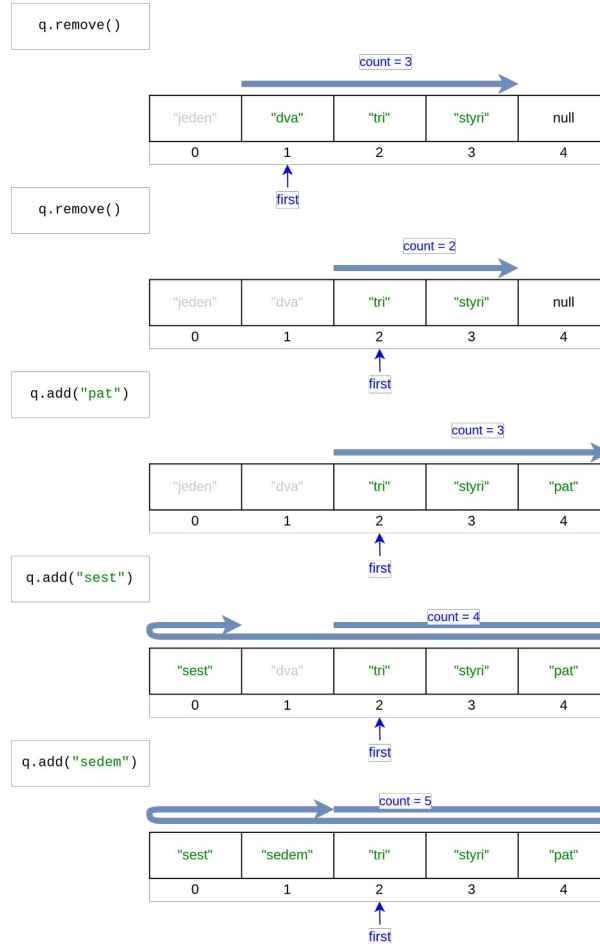 q.remove()
count = 3
"jeden" "dva" "tri" "styri" null
0 1 2 3 4
first
q.remove()
count = 2
"jeden" "dva" "tri" "styri" null
0 1 2 3 4
first
q.add("pat")
count = 3
"jeden" "dva" "tri" "styri" "pat"
0 1 2 3 4
first
q.add("sest")
count = 4
"sest" "dva" "tri" "styri" "pat"
0 1 2 3 4
first
q.add("sedem")
count = 5
"sest" "sedem" "tri" "styri" "pat"
0 1 2 3 4
first